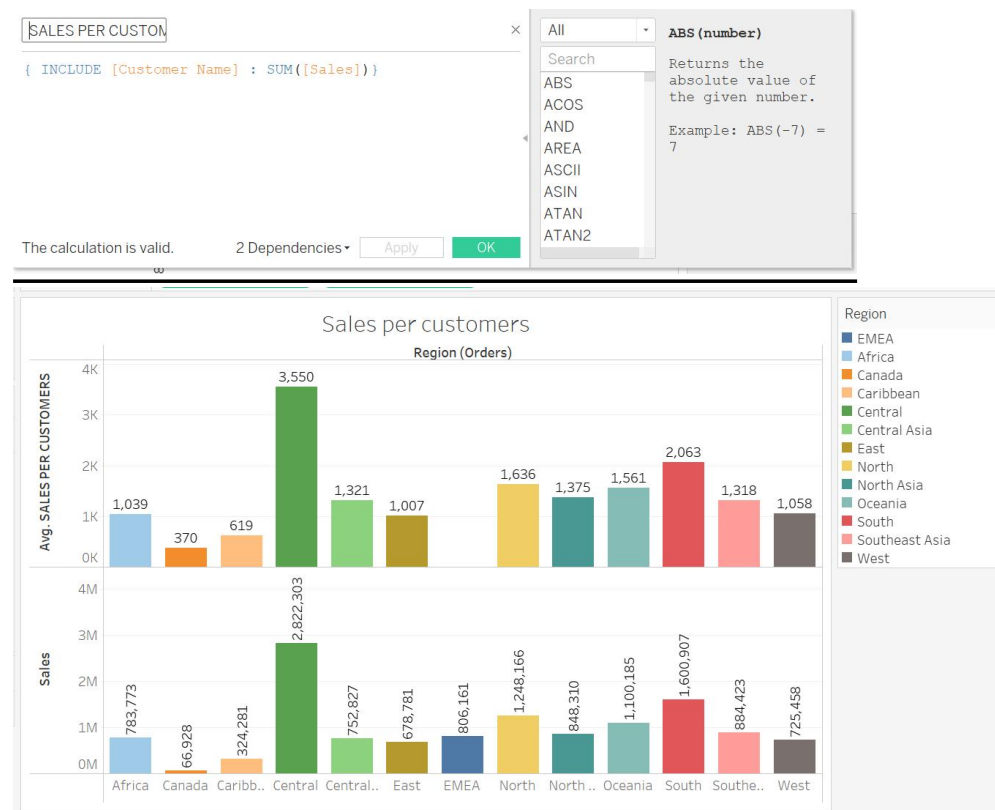 SALES PER CUSTOM
×
{ INCLUDE [Customer Name] : SUM([Sales])}
The calculation is valid.
2 Dependencies
Apply
OK
All
Search
ABS
ACOS
AND
AREA
ASCII
ASIN
ATAN
ATAN2
ABS(number)
Returns the
absolute value of
the given number.
Example: ABS(-7) =
7
Sales per customers
Region (Orders)
Avg. SALES PER CUSTOMERS
4K
3K
2K
1K
0K
1,039
370
619
3,550
1,321
1,007
1,636
1,375
1,561
2,063
1,318
1,058
Sales
4M
3M
2M
1M
0M
783,773
66,928
324,281
2,822,303
752,827
678,781
806,161
1,248,166
848,310
1,100,185
1,600,907
884,423
725,458
Africa
Canada
Caribb..
Central
Central..
East
EMEA
North
North ..
Oceania
South
Southe..
West
Region
EMEA
Africa
Canada
Caribbean
Central
Central Asia
East
North
North Asia
Oceania
South
Southeast Asia
West